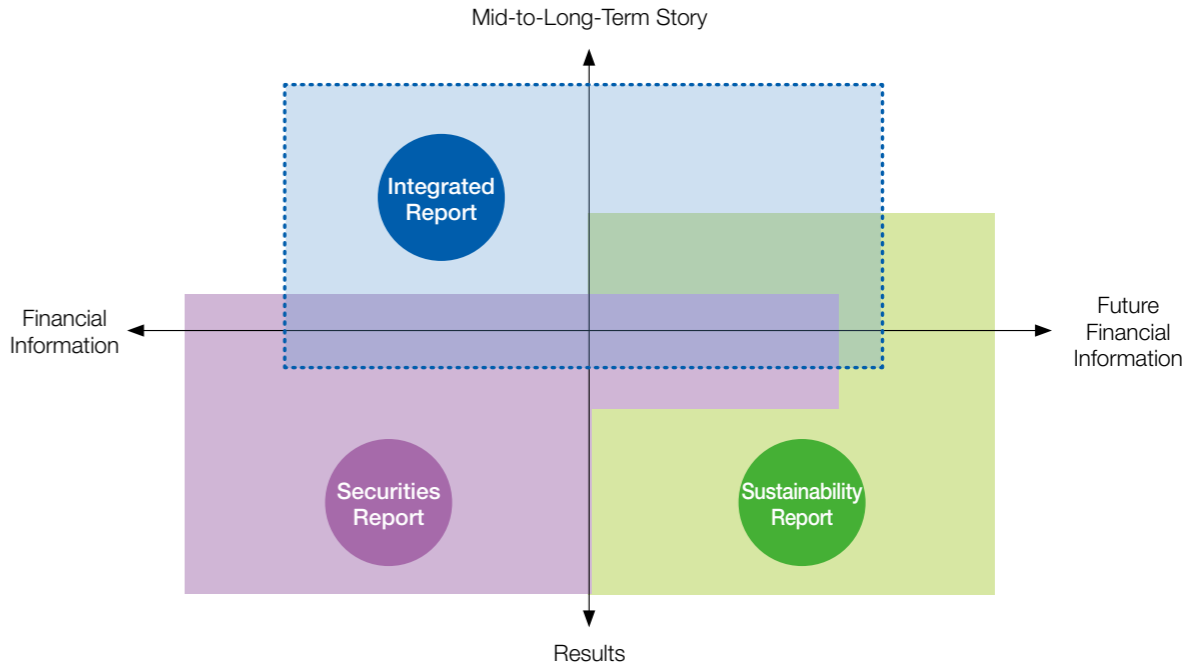 Mid-to-Long-Term Story
Integrated
Report
Financial
Information
Future
Financial
Information
Securities
Report
Sustainability
Report
Results